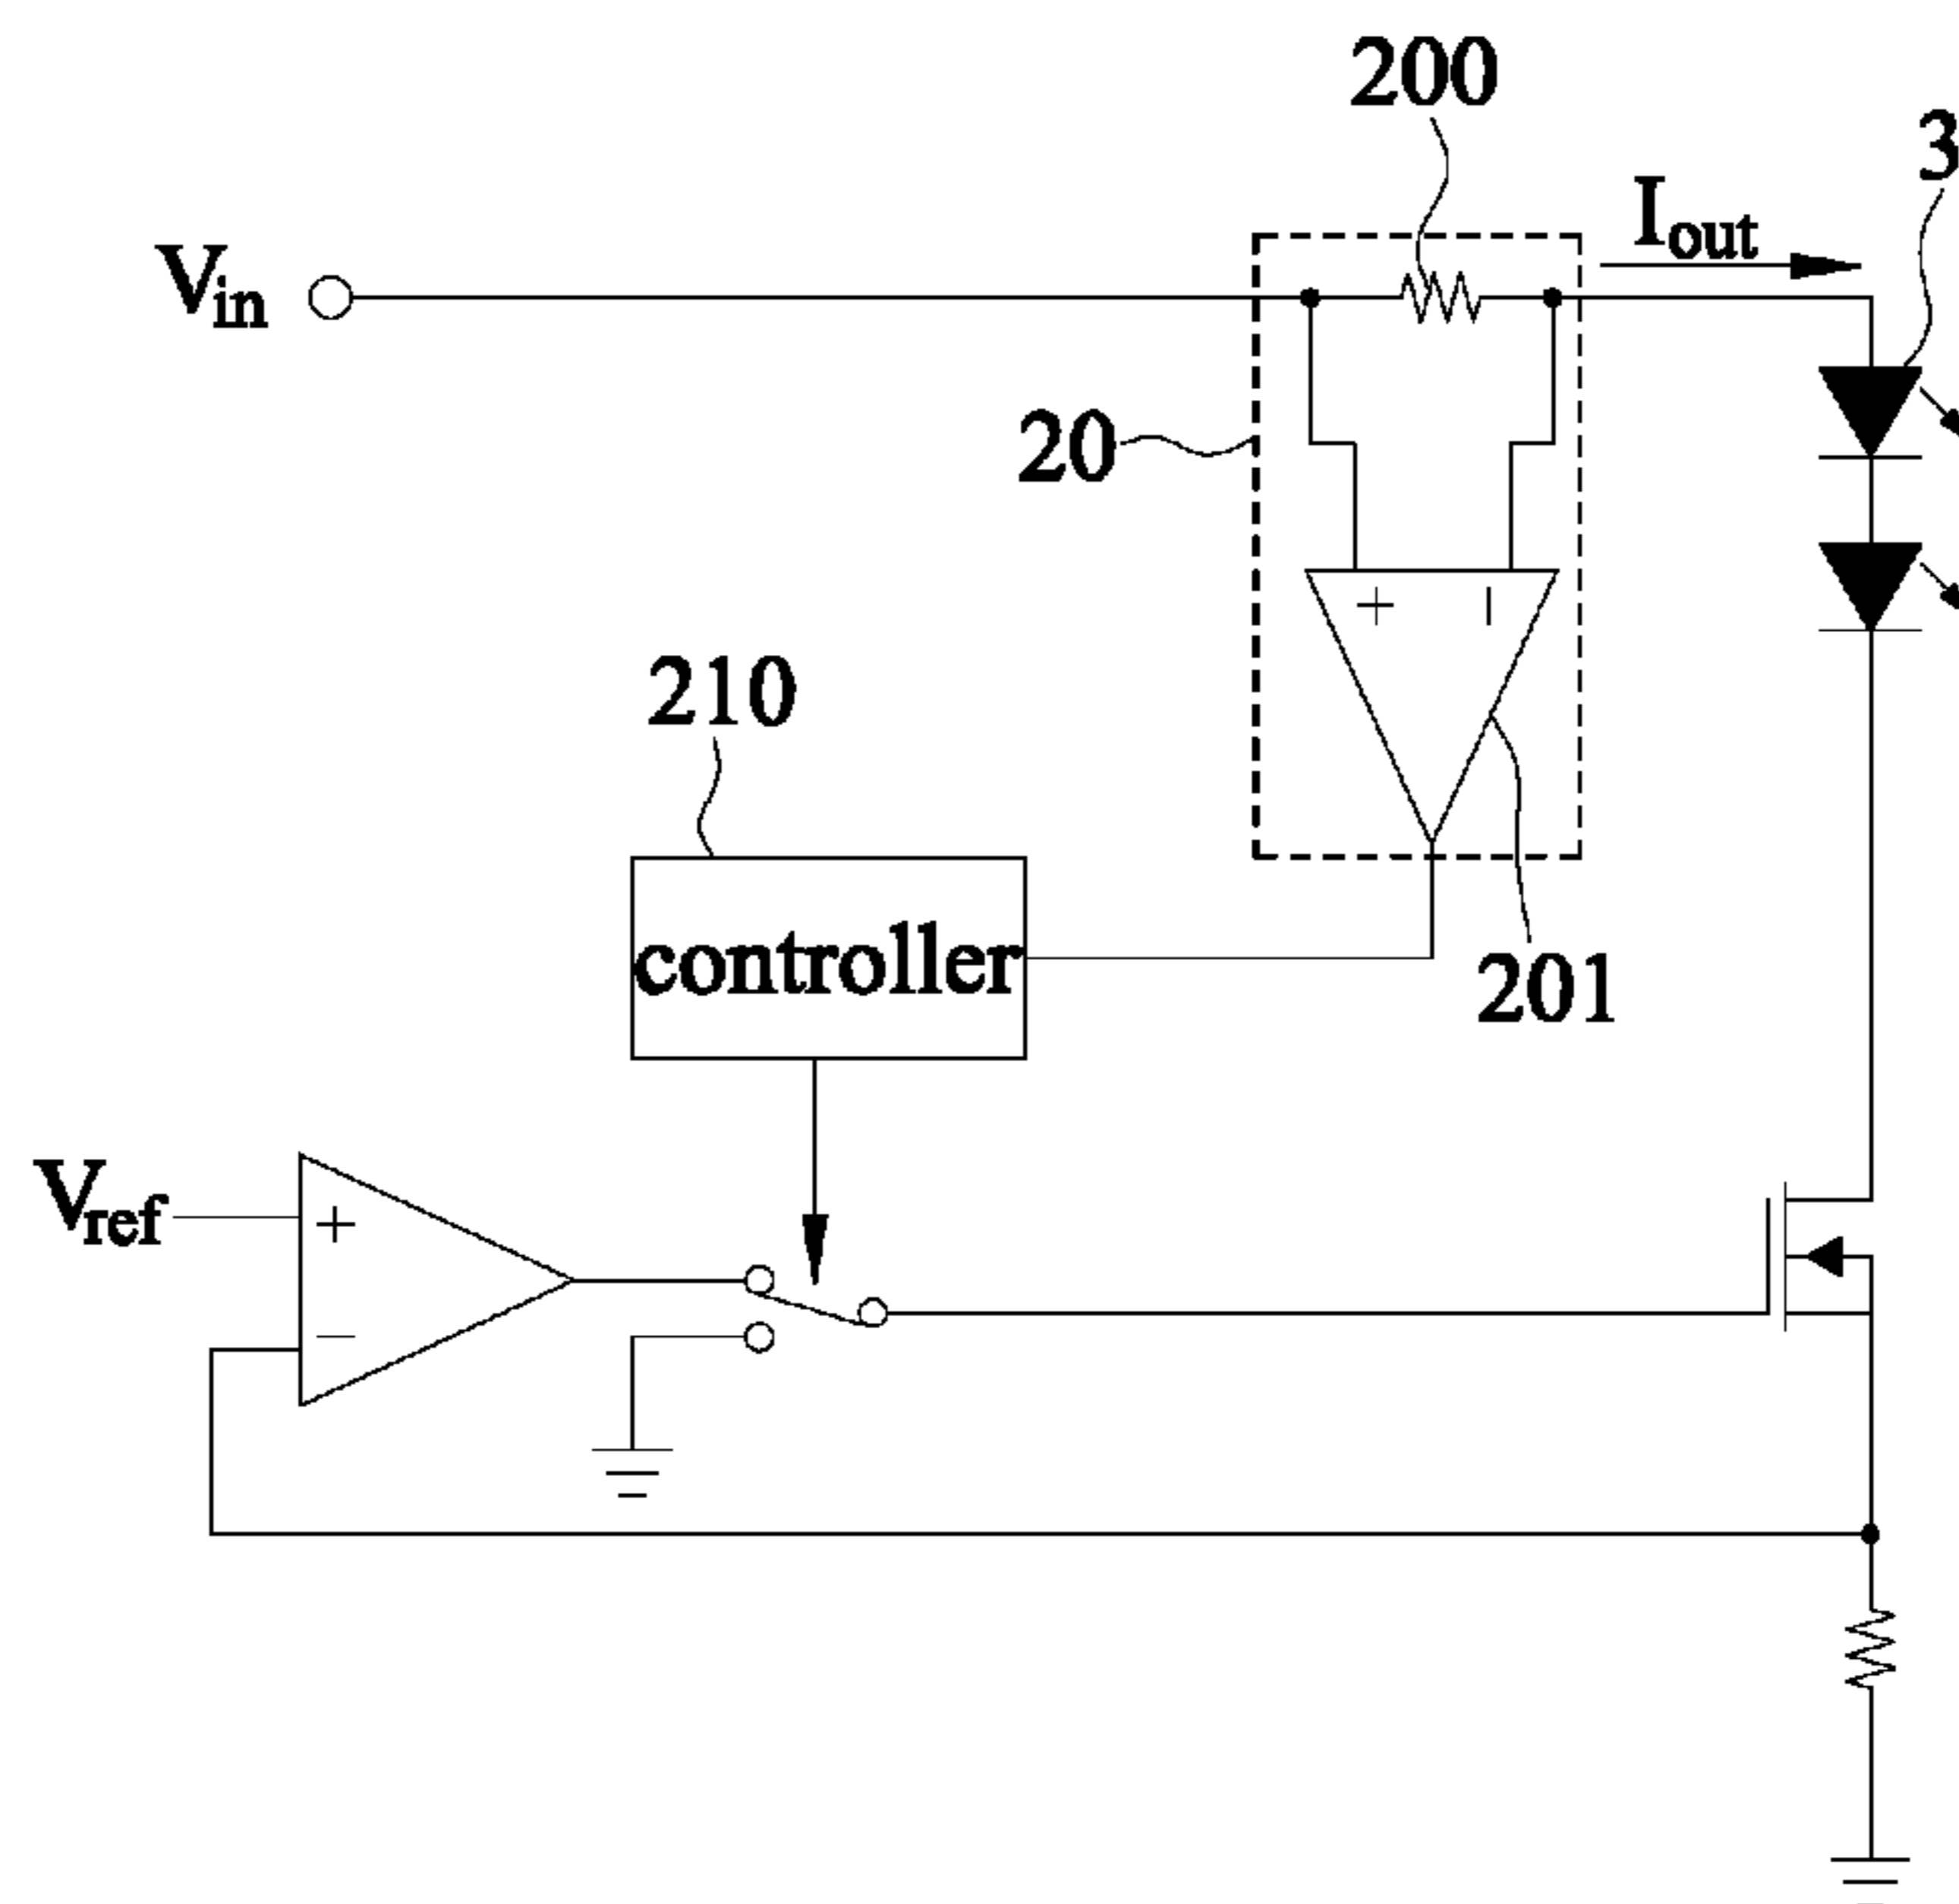 200
3
Iout
Vin
20
210
controller
201
Vref
+
−
+
−